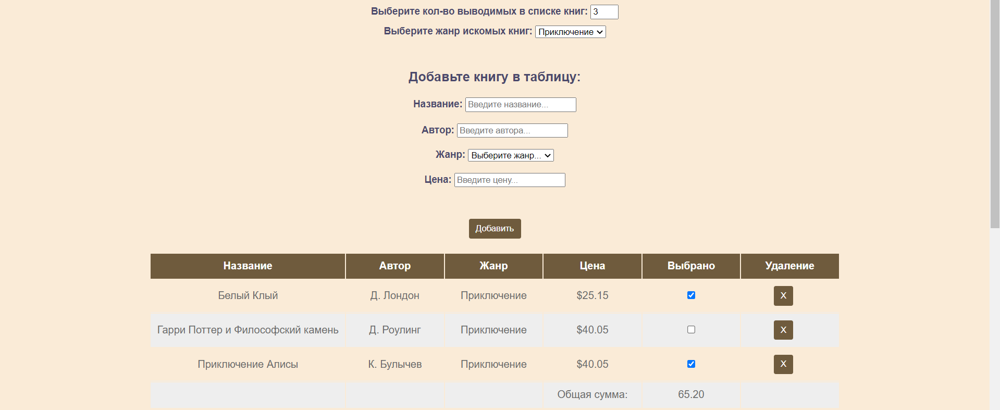 Выберите кол-во выводимых в списке книг: 3
Выберите жанр искомых книг: Приключение
Добавьте книгу в таблицу:
Название: Введите название...
Автор: Введите автора...
Жанр: Выберите жанр...
Цена: Введите цену...
Добавить
Название Автор Жанр Цена Выбрано Удаление
Белый Клый Д. Лондон Приключение $25.15 X
Гарри Поттер и Философский камень Д. Роулинг Приключение $40.05 X
Приключение Алисы К. Булычев Приключение $40.05 X
Общая сумма: 65.20